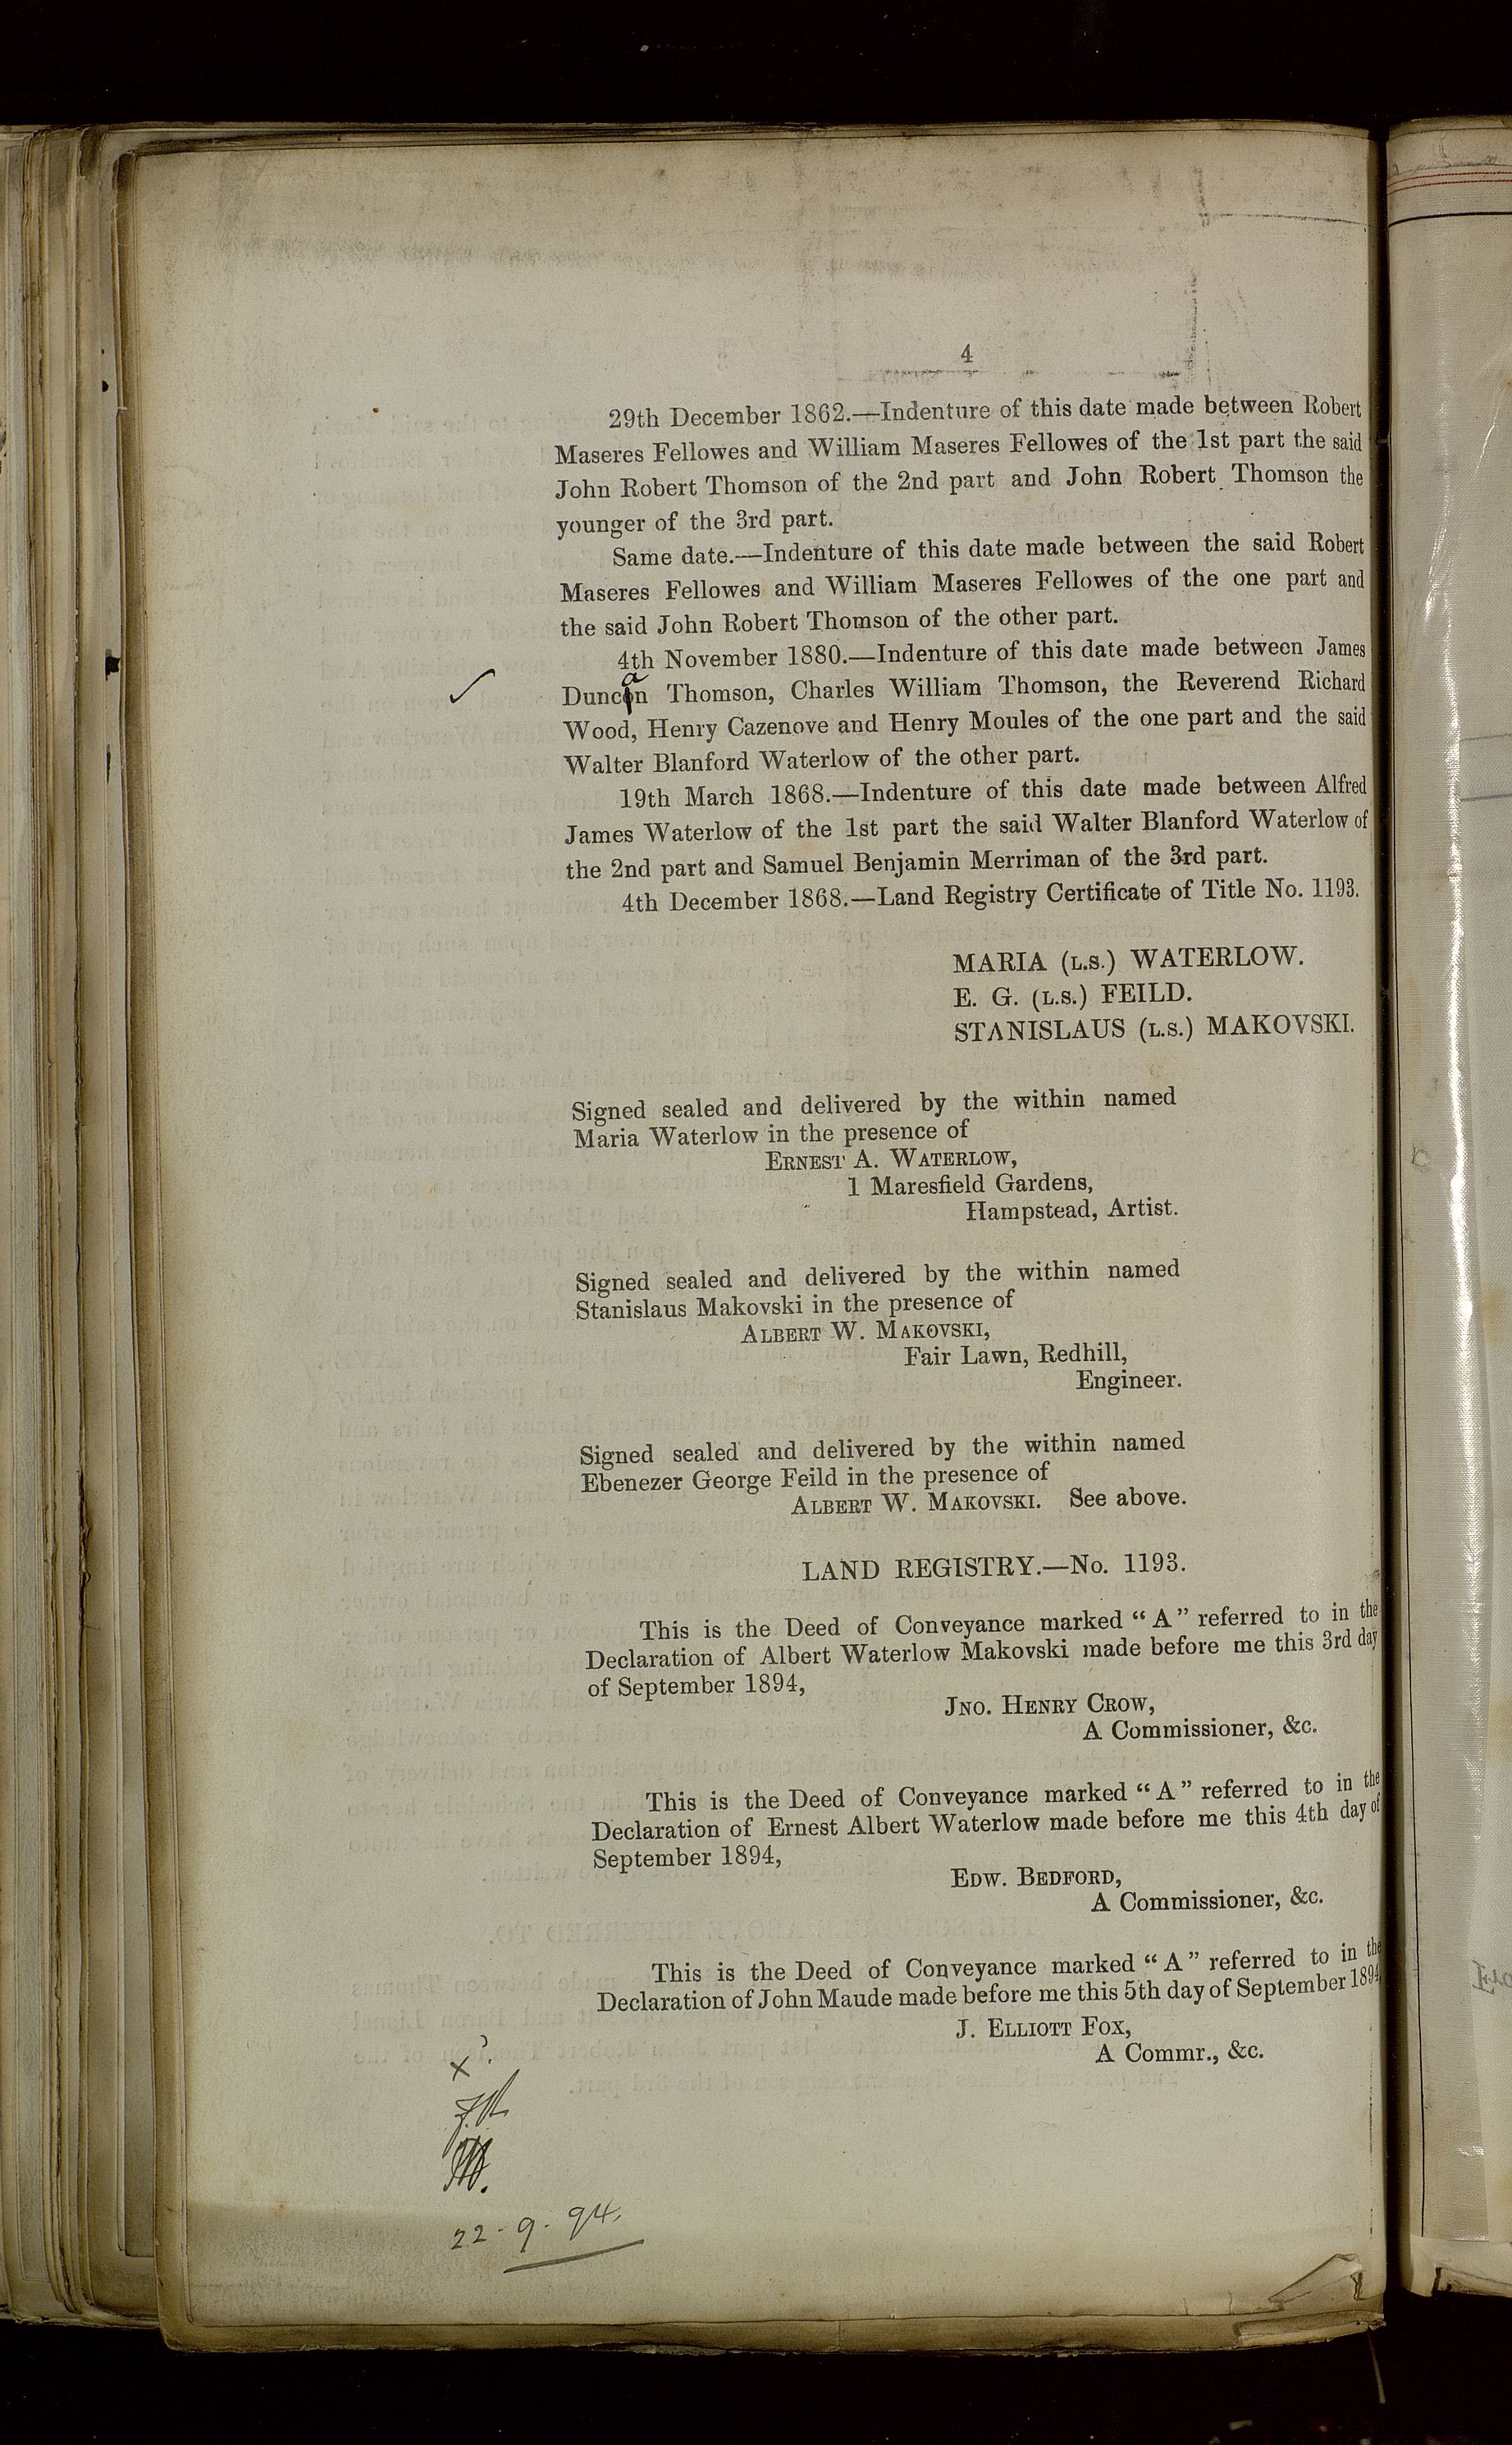 4
29th December 1862.—Indenture of this date made between Robert
Maseres Fellowes and William Maseres Fellowes of the 1st part the said
John Robert Thomson of the 2nd part and John Robert Thomson the
younger of the 3rd part.
Same date.—Indenture of this date made between the said Robert
Maseres Fellowes and William Maseres Fellowes of the one part and
the said John Robert Thomson of the other part.
4th November 1880.—Indenture of this date made between James
Duncan Thomson, Charles William Thomson, the Reverend Richard
Wood, Henry Cazenove and Henry Moules of the one part and the said
Walter Blanford Waterlow of the other part.
19th March 1868.—Indenture of this date made between Alfred
James Waterlow of the 1st part the said Walter Blanford Waterlow of
the 2nd part and Samuel Benjamin Merriman of the 3rd part.
4th December 1868.—Land Registry Certificate of Title No. 1193.
MARIA (L.S.) WATERLOW.
E. G. (L.S.) FEILD.
STANISLAUS (L.S.) MAKOVSKI.
Signed sealed and delivered by the within named
Maria Waterlow in the presence of
ERNEST A. WATERLOW,
1 Maresfield Gardens,
Hampstead, Artist.
Signed sealed and delivered by the within named
Stanislaus Makovski in the presence of
ALBERT W. MAKOVSKI,
Fair Lawn, Redhill,
Engineer.
Signed sealed and delivered by the within named
Ebenezer George Feild in the presence of
ALBERT W. MAKOVSKI. See above.
LAND REGISTRY.—No. 1193.
This is the Deed of Conveyance marked "A" referred to in the
Declaration of Albert Waterlow Makovski made before me this 3rd day
of September 1894,
JNO. HENRY CROW,
A Commissioner, &c.
This is the Deed of Conveyance marked "A" referred to in the
Declaration of Ernest Albert Waterlow made before me this 4th day of
September 1894,
EDW. BEDFORD,
A Commissioner, &c.
This is the Deed of Conveyance marked "A" referred to in the
Declaration of John Maude made before me this 5th day of September 1894
J. ELLIOTT FOX,
A Commr., &c.
22-9-94.